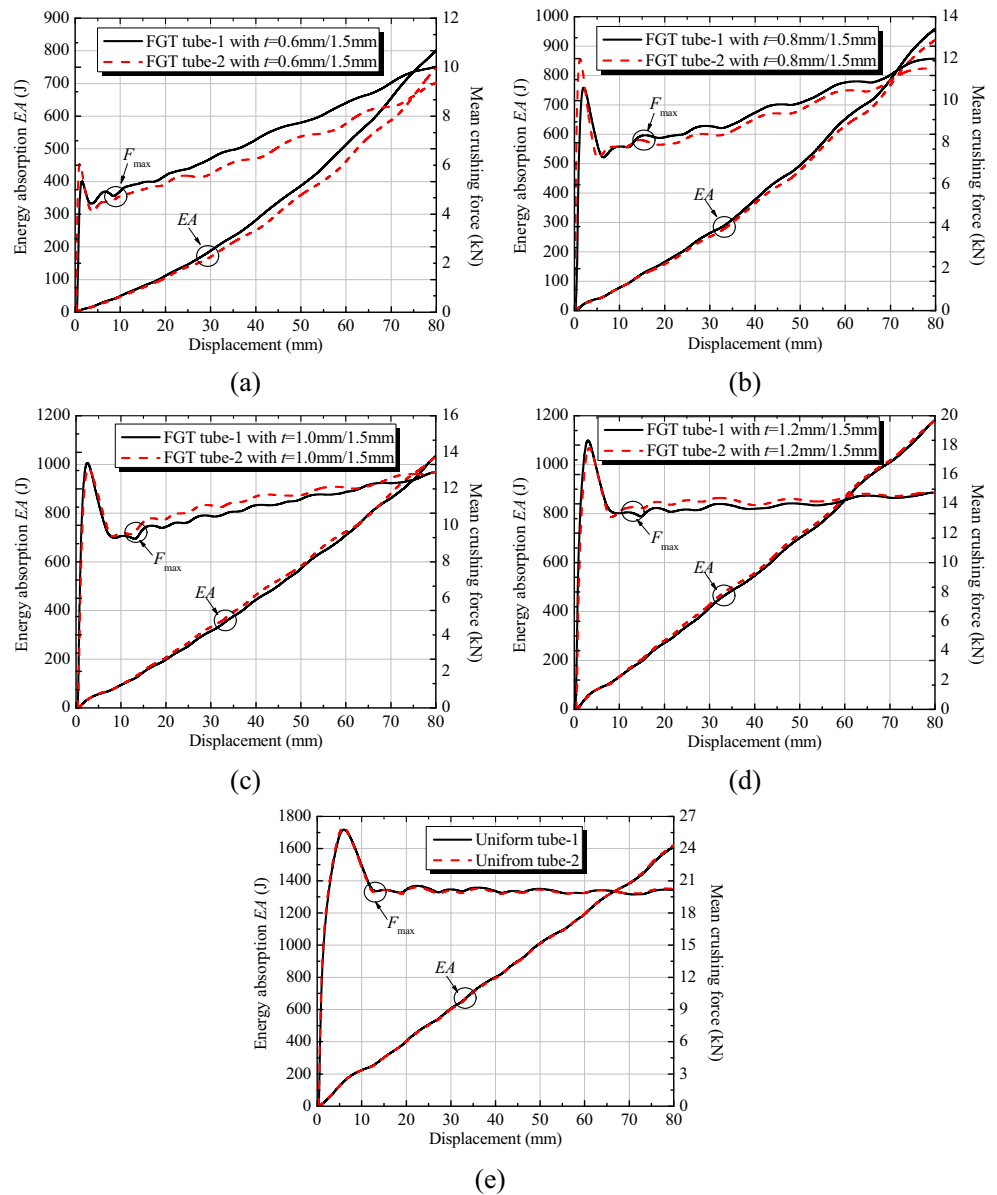 FGT tube-1 with t=0.6mm/1.5mm
FGT tube-2 with t=0.6mm/1.5mm
Energy absorption EA (J)
900
800
700
600
500
400
300
200
100
0
Fmax
EA
12
10
8
6
4
2
0
Mean crushing force (kN)
0 10 20 30 40 50 60 70 80
Displacement (mm)
(a)
FGT tube-1 with t=0.8mm/1.5mm
FGT tube-2 with t=0.8mm/1.5mm
Energy absorption EA (J)
1000
900
800
700
600
500
400
300
200
100
0
Fmax
EA
14
12
10
8
6
4
2
0
Mean crushing force (kN)
0 10 20 30 40 50 60 70 80
Displacement (mm)
(b)
FGT tube-1 with t=1.0mm/1.5mm
FGT tube-2 with t=1.0mm/1.5mm
Energy absorption EA (J)
1200
1000
800
600
400
200
0
Fmax
EA
16
14
12
10
8
6
4
2
0
Mean crushing force (kN)
0 10 20 30 40 50 60 70 80
Displacement (mm)
(c)
FGT tube-1 with t=1.2mm/1.5mm
FGT tube-2 with t=1.2mm/1.5mm
Energy absorption EA (J)
1200
1100
1000
900
800
700
600
500
400
300
200
100
0
Fmax
EA
20
18
16
14
12
10
8
6
4
2
0
Mean crushing force (kN)
0 10 20 30 40 50 60 70 80
Displacement (mm)
(d)
Uniform tube-1
Unifrom tube-2
Energy absorption EA (J)
1800
1600
1400
1200
1000
800
600
400
200
0
Fmax
EA
27
24
21
18
15
12
9
6
3
0
Mean crushing force (kN)
0 10 20 30 40 50 60 70 80
Displacement (mm)
(e)